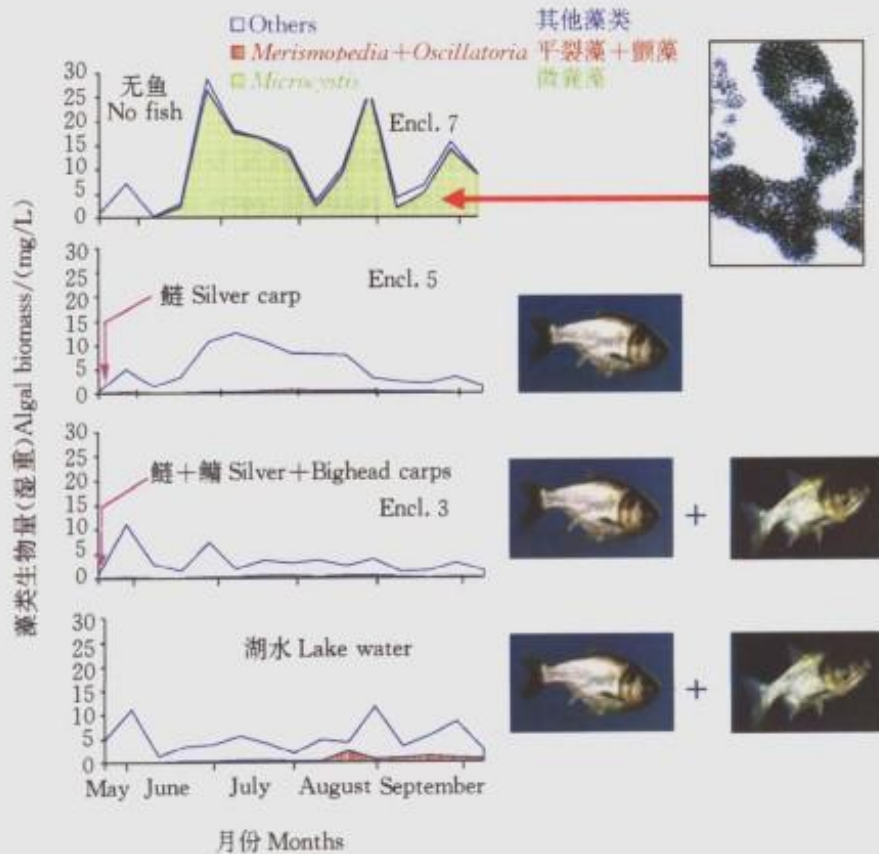 Others 其他藻类
Merismopedia+Oscillatoria 平裂藻+颤藻
Microcystis 微囊藻
藻类生物量(湿重)Algal biomass/(mg/L)
30
25
20
15
10
5
0
无鱼
No fish
Encl. 7
30
25
20
15
10
5
0
鲢 Silver carp
Encl. 5
30
25
20
15
10
5
0
鲢+鳙 Silver+Bighead carps
Encl. 3
+
30
25
20
15
10
5
0
湖水 Lake water
+
May June July August September
月份 Months